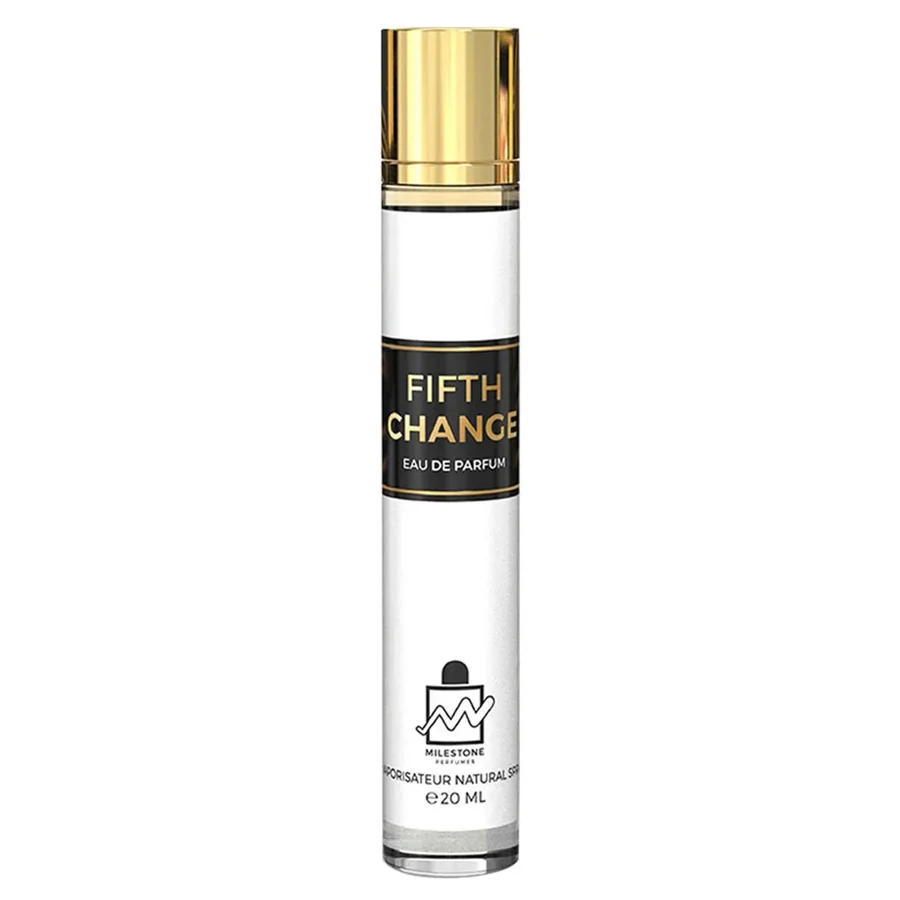 FIFTH
CHANGE
EAU DE PARFUM
MILESTONE
PERFUMES
NATURAL
℮20 ML